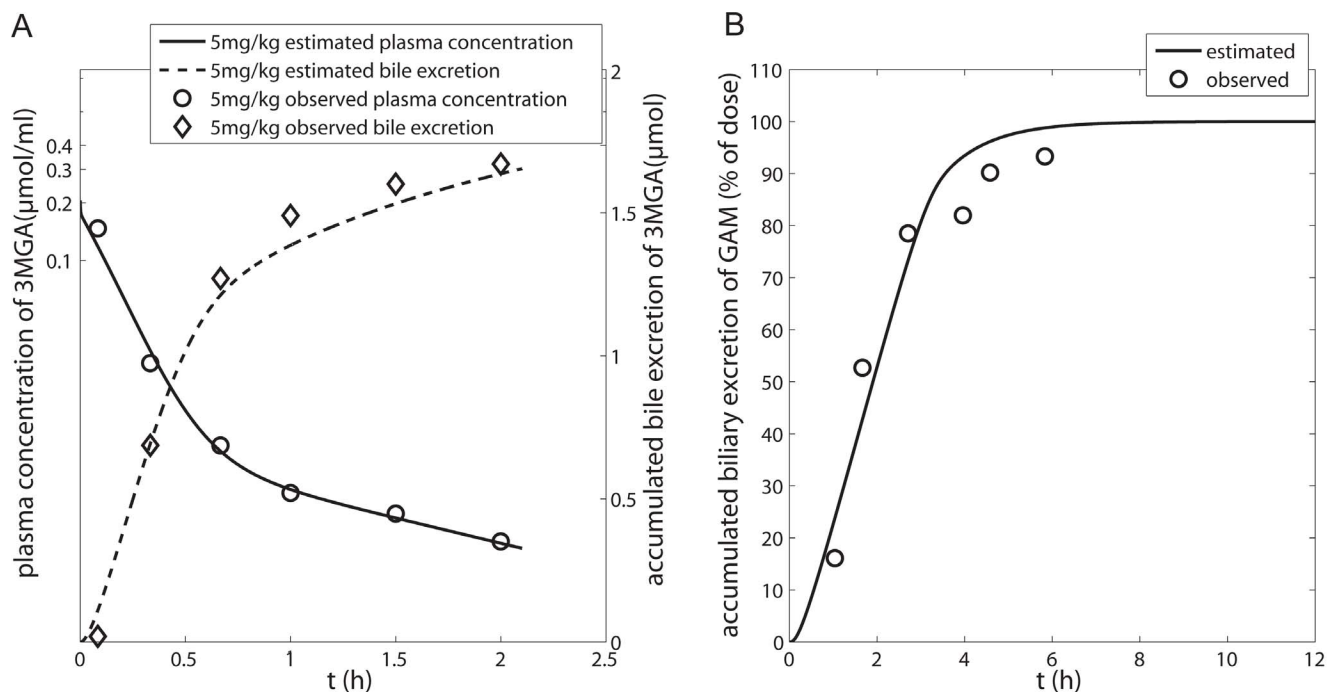 A
5mg/kg estimated plasma concentration
5mg/kg estimated bile excretion
5mg/kg observed plasma concentration
5mg/kg observed bile excretion
plasma concentration of 3MGA(μmol/ml)
0.4
0.3
0.2
0.1
accumulated bile excretion of 3MGA(μmol)
2
1.5
1
0.5
0
0 0.5 1 1.5 2 2.5
t (h)
B
estimated
observed
accumulated biliary excretion of GAM (% of dose)
110
100
90
80
70
60
50
40
30
20
10
0
0 2 4 6 8 10 12
t (h)